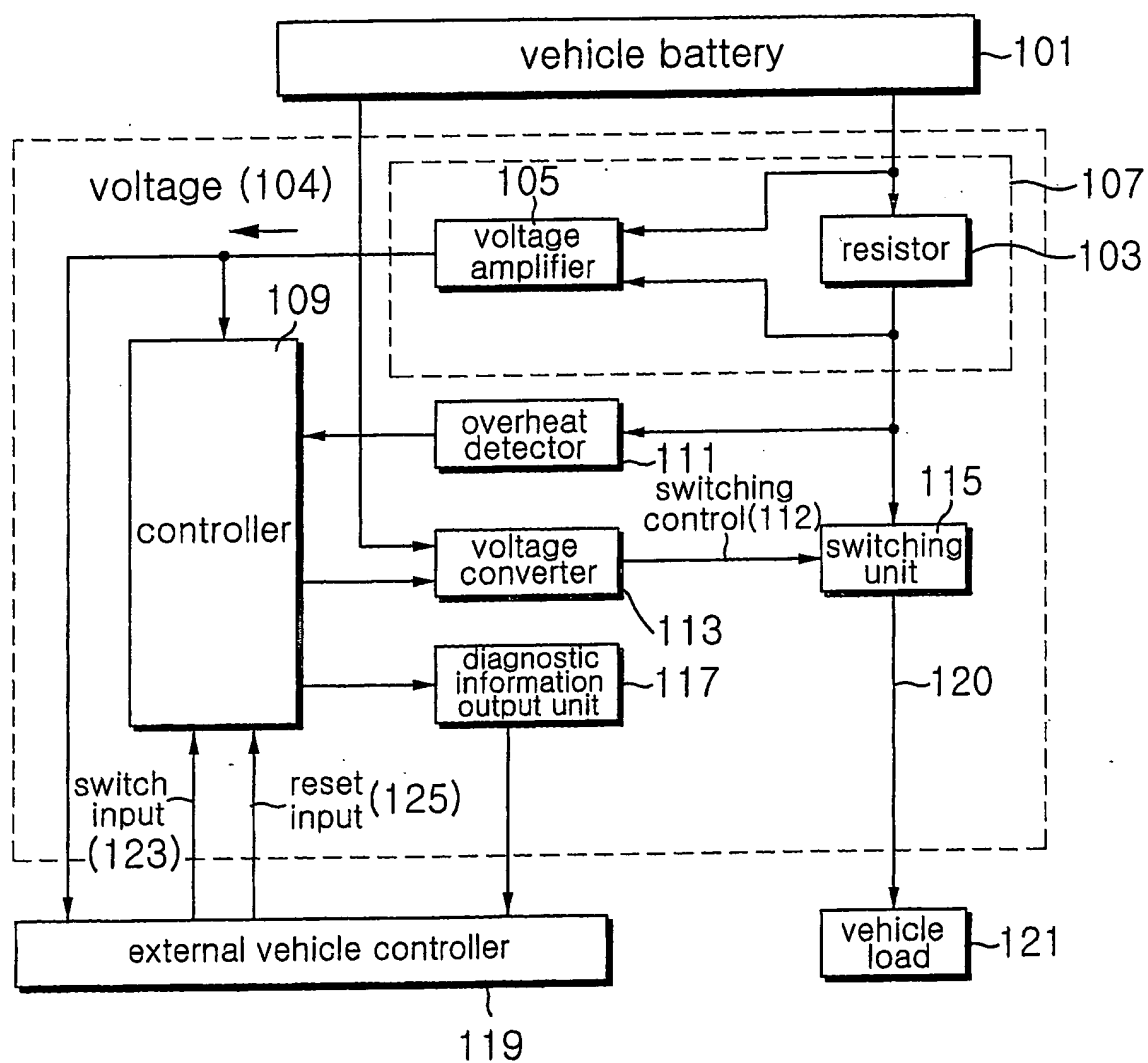 vehicle battery
101
voltage (104)
105
107
voltage
amplifier
resistor
103
109
overheat
detector
111
switching
control(112)
115
controller
voltage
converter
switching
unit
113
diagnostic
information
output unit
117
120
switch
input
(123)
reset
input
(125)
external vehicle controller
vehicle
load
121
119